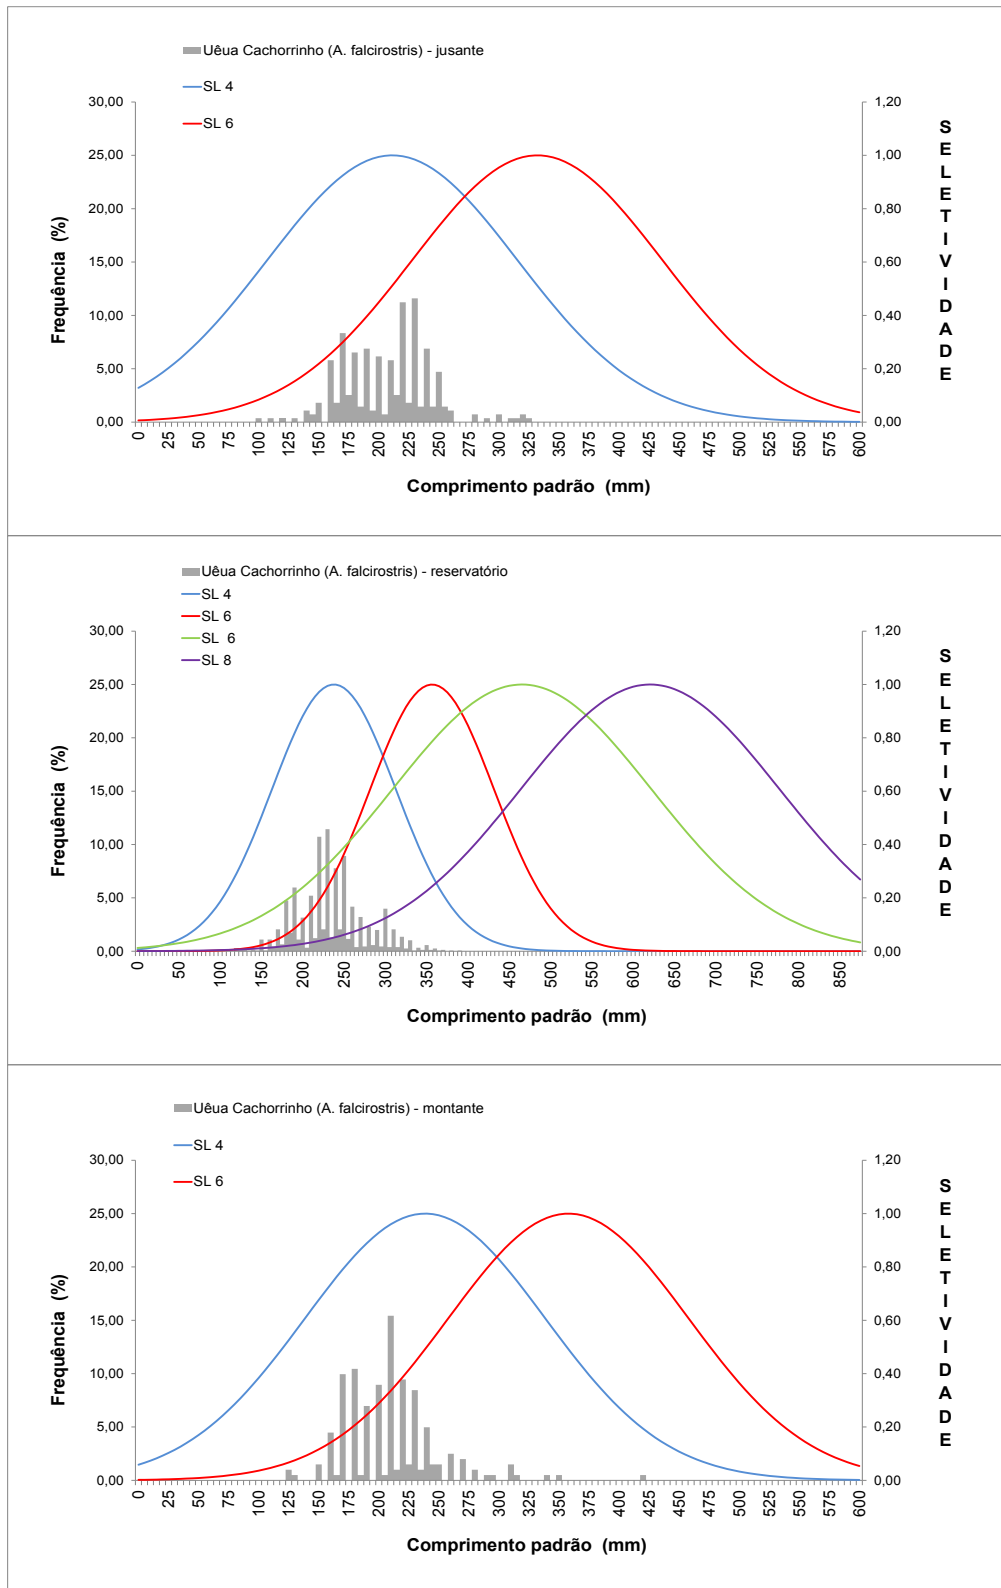 Uêua Cachorrinho (A. falcirostris) - jusante
SL 4
SL 6
30,00
25,00
20,00
15,00
10,00
5,00
0,00
Frequência (%)
1,20
1,00
0,80
0,60
0,40
0,20
0,00
SELETIVIDADE
0 25 50 75 100 125 150 175 200 225 250 275 300 325 350 375 400 425 450 475 500 525 550 575 600
Comprimento padrão (mm)
Uêua Cachorrinho (A. falcirostris) - reservatório
SL 4
SL 6
SL 6
SL 8
30,00
25,00
20,00
15,00
10,00
5,00
0,00
Frequência (%)
1,20
1,00
0,80
0,60
0,40
0,20
0,00
SELETIVIDADE
0 50 100 150 200 250 300 350 400 450 500 550 600 650 700 750 800 850
Comprimento padrão (mm)
Uêua Cachorrinho (A. falcirostris) - montante
SL 4
SL 6
30,00
25,00
20,00
15,00
10,00
5,00
0,00
Frequência (%)
1,20
1,00
0,80
0,60
0,40
0,20
0,00
SELETIVIDADE
0 25 50 75 100 125 150 175 200 225 250 275 300 325 350 375 400 425 450 475 500 525 550 575 600
Comprimento padrão (mm)